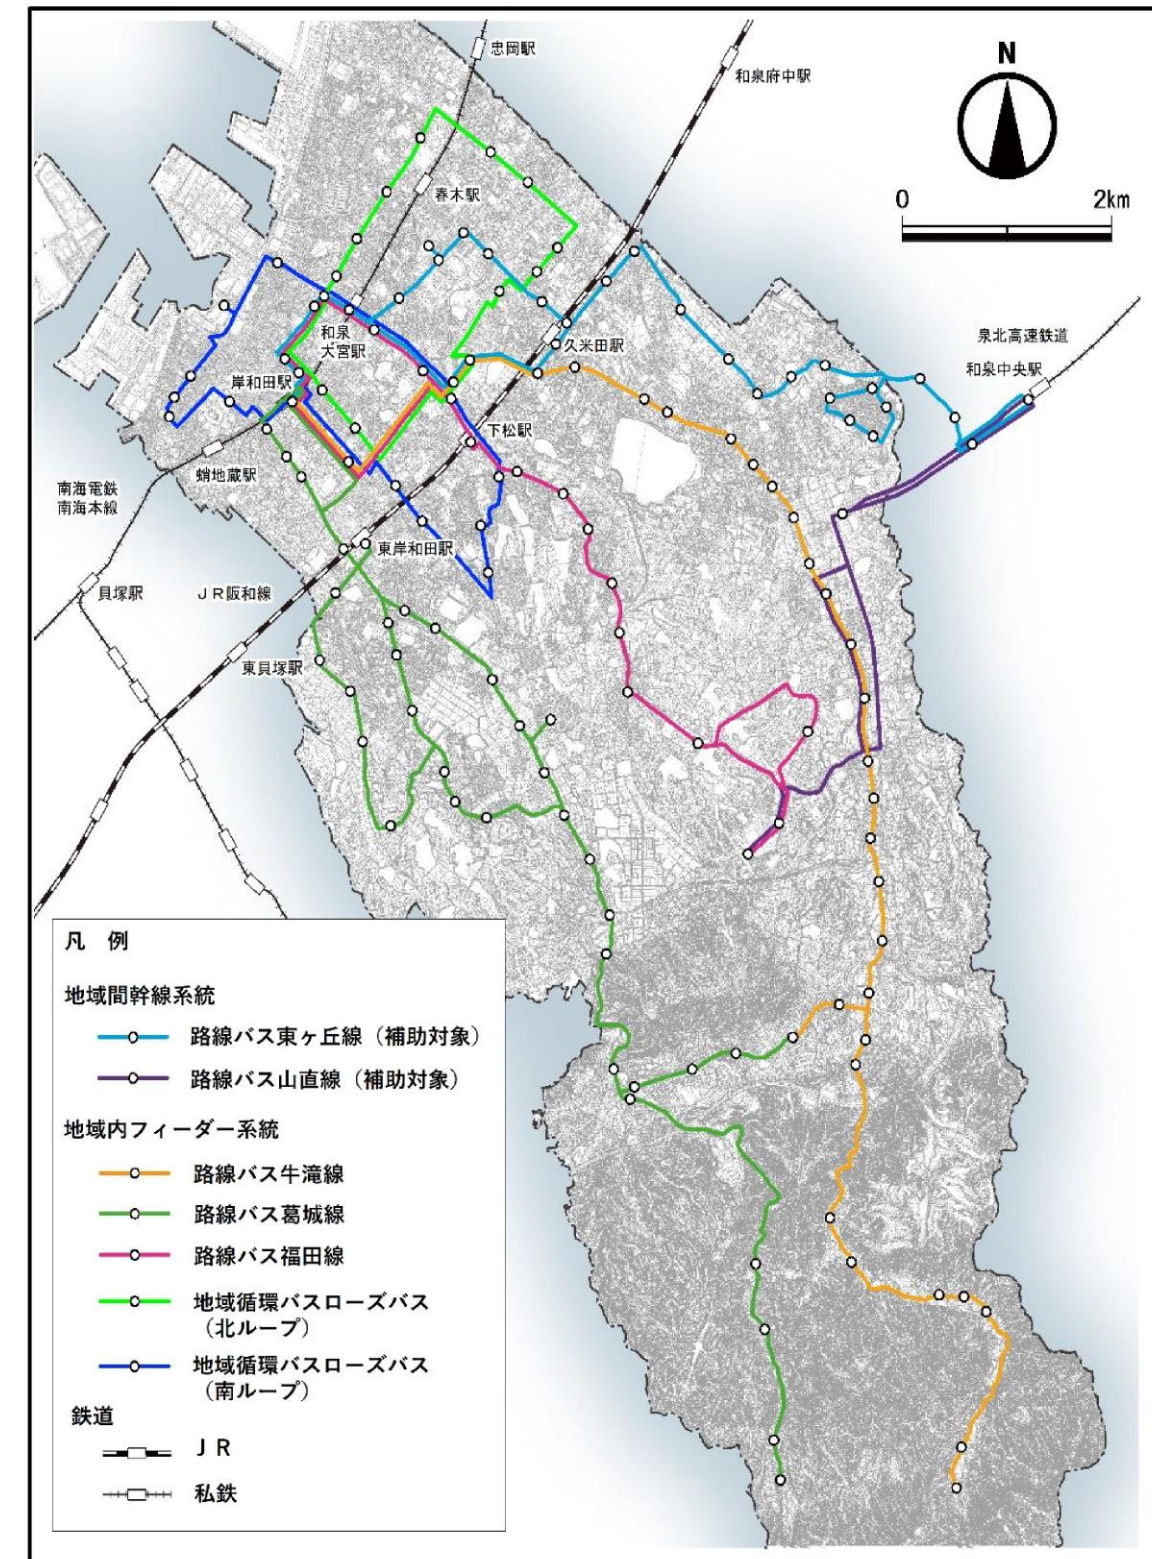 忠岡駅
和泉府中駅
N
0 2km
春木駅
和泉
大宮駅
久米田駅
泉北高速鉄道
和泉中央駅
岸和田駅
下松駅
蛸地蔵駅
南海電鉄
南海本線
東岸和田駅
貝塚駅
ＪＲ阪和線
東貝塚駅
凡　例
地域間幹線系統
路線バス東ヶ丘線（補助対象）
路線バス山直線（補助対象）
地域内フィーダー系統
路線バス牛滝線
路線バス葛城線
路線バス福田線
地域循環バスローズバス
（北ループ）
地域循環バスローズバス
（南ループ）
鉄道
ＪＲ
私鉄